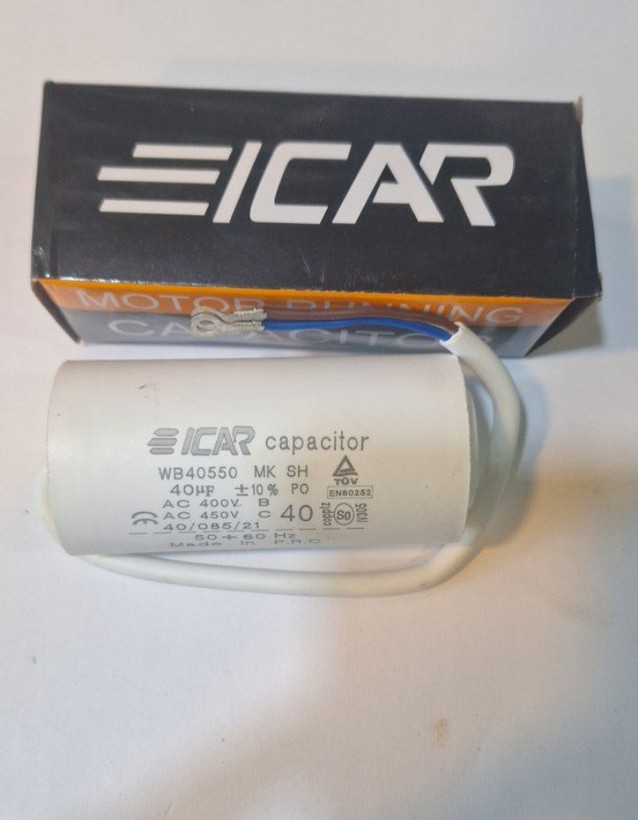 ICAR
MOTOR RUNNING
CAPACITOR
ICAR capacitor
WB40550 MK SH
40µF ±10% PO
TÜV
EN60252
AC 400V B
AC 450V C 40
40/085/21
50+60 Hz
Made in P.R.C